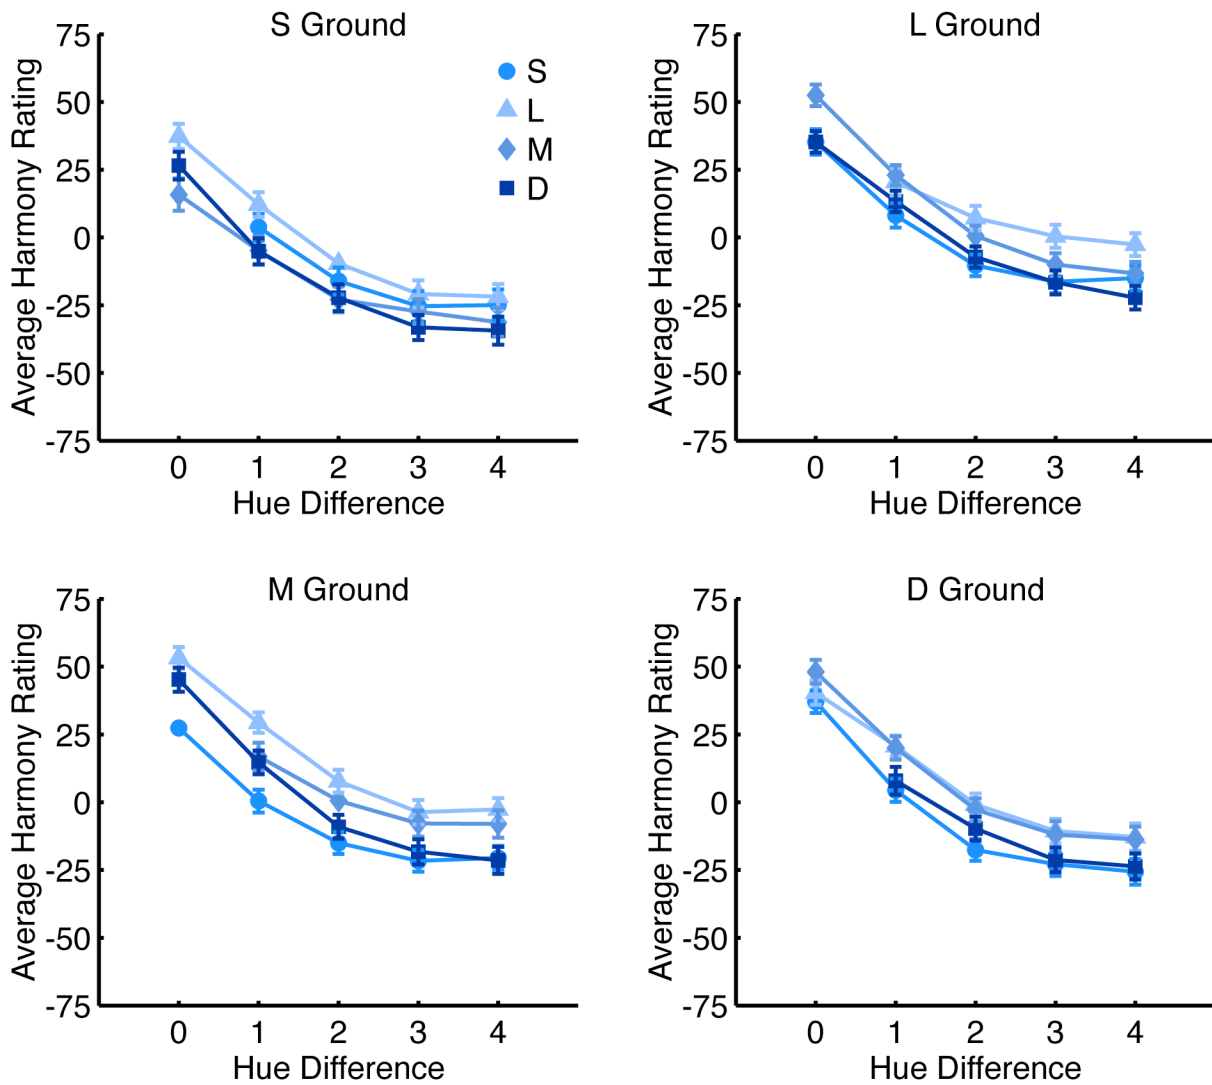 S Ground
Average Harmony Rating
75
50
25
0
-25
-50
-75
S
L
M
D
0 1 2 3 4
Hue Difference
L Ground
Average Harmony Rating
75
50
25
0
-25
-50
-75
0 1 2 3 4
Hue Difference
M Ground
Average Harmony Rating
75
50
25
0
-25
-50
-75
0 1 2 3 4
Hue Difference
D Ground
Average Harmony Rating
75
50
25
0
-25
-50
-75
0 1 2 3 4
Hue Difference